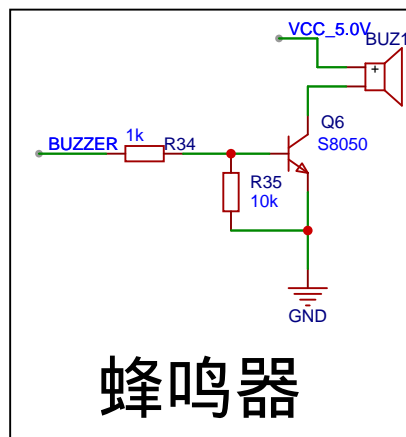 VCC_5.0V
BUZ1
+
Q6
S8050
BUZZER
1k
R34
R35
10k
GND
蜂鸣器